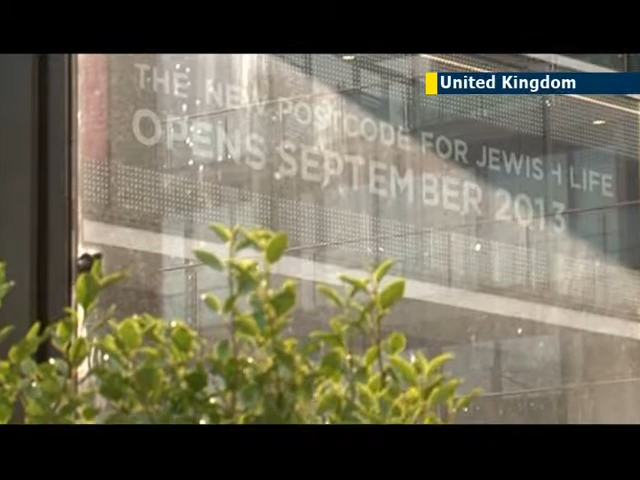 United Kingdom
THE NEW POSTCODE FOR JEWISH LIFE
OPENS SEPTEMBER 2013